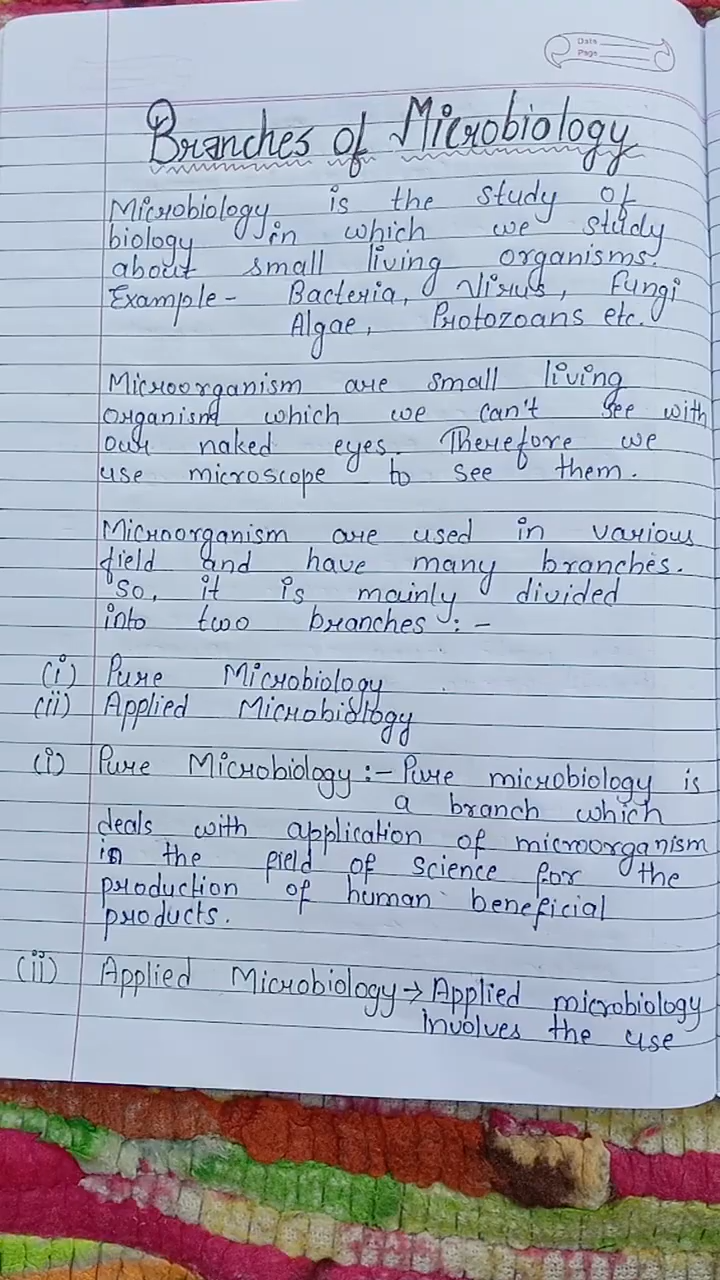 Date
Page
Branches of Microbiology
Microbiology is the study of
biology in which we study
about small living organisms.
Example - Bacteria, Virus, Fungi
Algae, Protozoans etc.
Microorganism are small living
organism which we can't see with
our naked eyes. Therefore we
use microscope to see them.
Microorganism are used in various
field and have many branches.
So, it is mainly divided
into two branches :-
(i) Pure Microbiology
(ii) Applied Microbiology
(i) Pure Microbiology :- Pure microbiology is
a branch which
deals with application of microorganism
in the field of science for the
production of human beneficial
products.
(ii) Applied Microbiology → Applied microbiology
involves the use